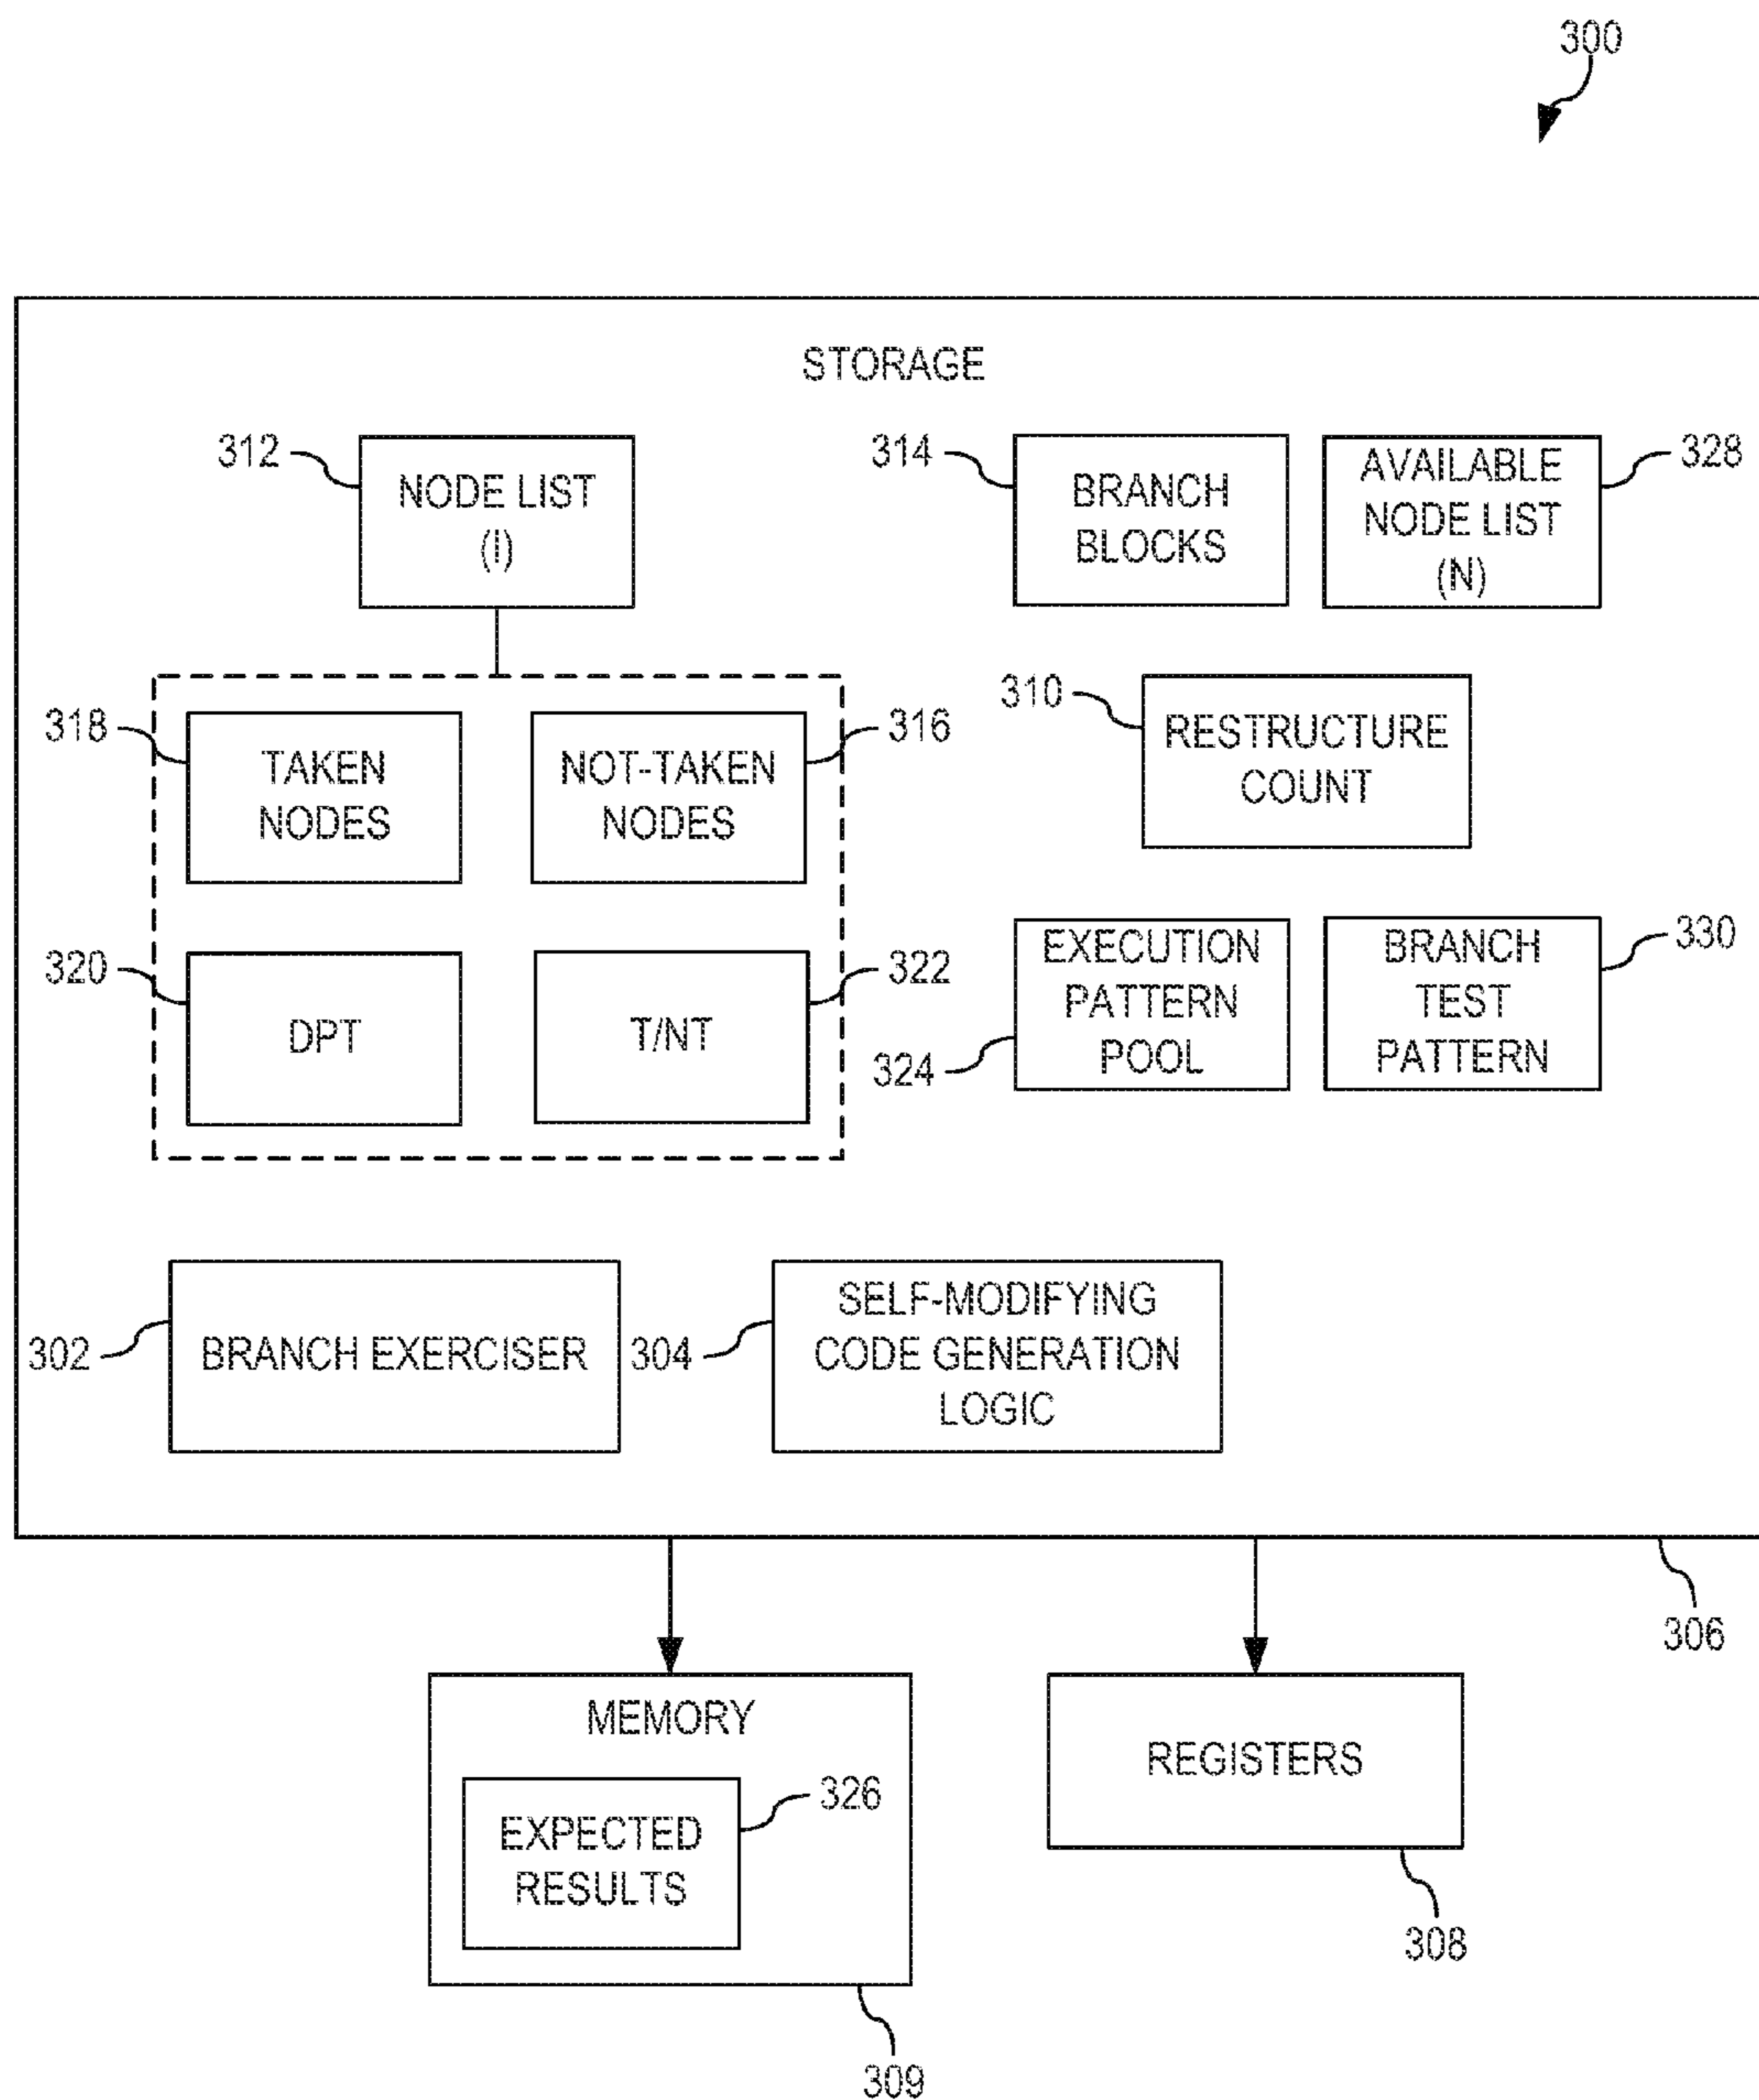 300
STORAGE
312
NODE LIST
(I)
314
BRANCH
BLOCKS
AVAILABLE
NODE LIST
(N)
328
318
TAKEN
NODES
NOT-TAKEN
NODES
316
310
RESTRUCTURE
COUNT
320
DPT
T/NT
322
324
EXECUTION
PATTERN
POOL
BRANCH
TEST
PATTERN
330
302
BRANCH EXERCISER
304
SELF-MODIFYING
CODE GENERATION
LOGIC
306
MEMORY
EXPECTED
RESULTS
326
309
REGISTERS
308